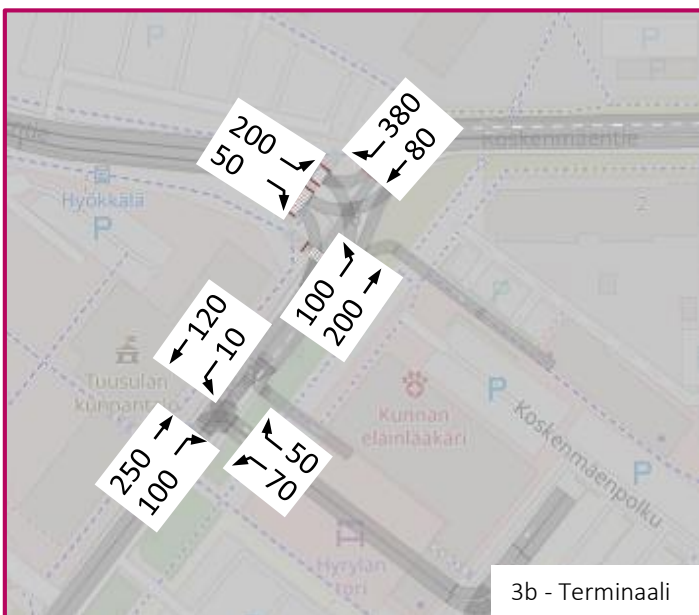 P
P
380
80
200
50
Koskenmäentie
Hyökkälä
P
2
100
200
120
10
Tuusulan
kunnantalo
Kunnan
eläinlääkäri
P
Koskenmäenpolku
P
250
100
50
70
Hyrylän
tori
3b - Terminaali